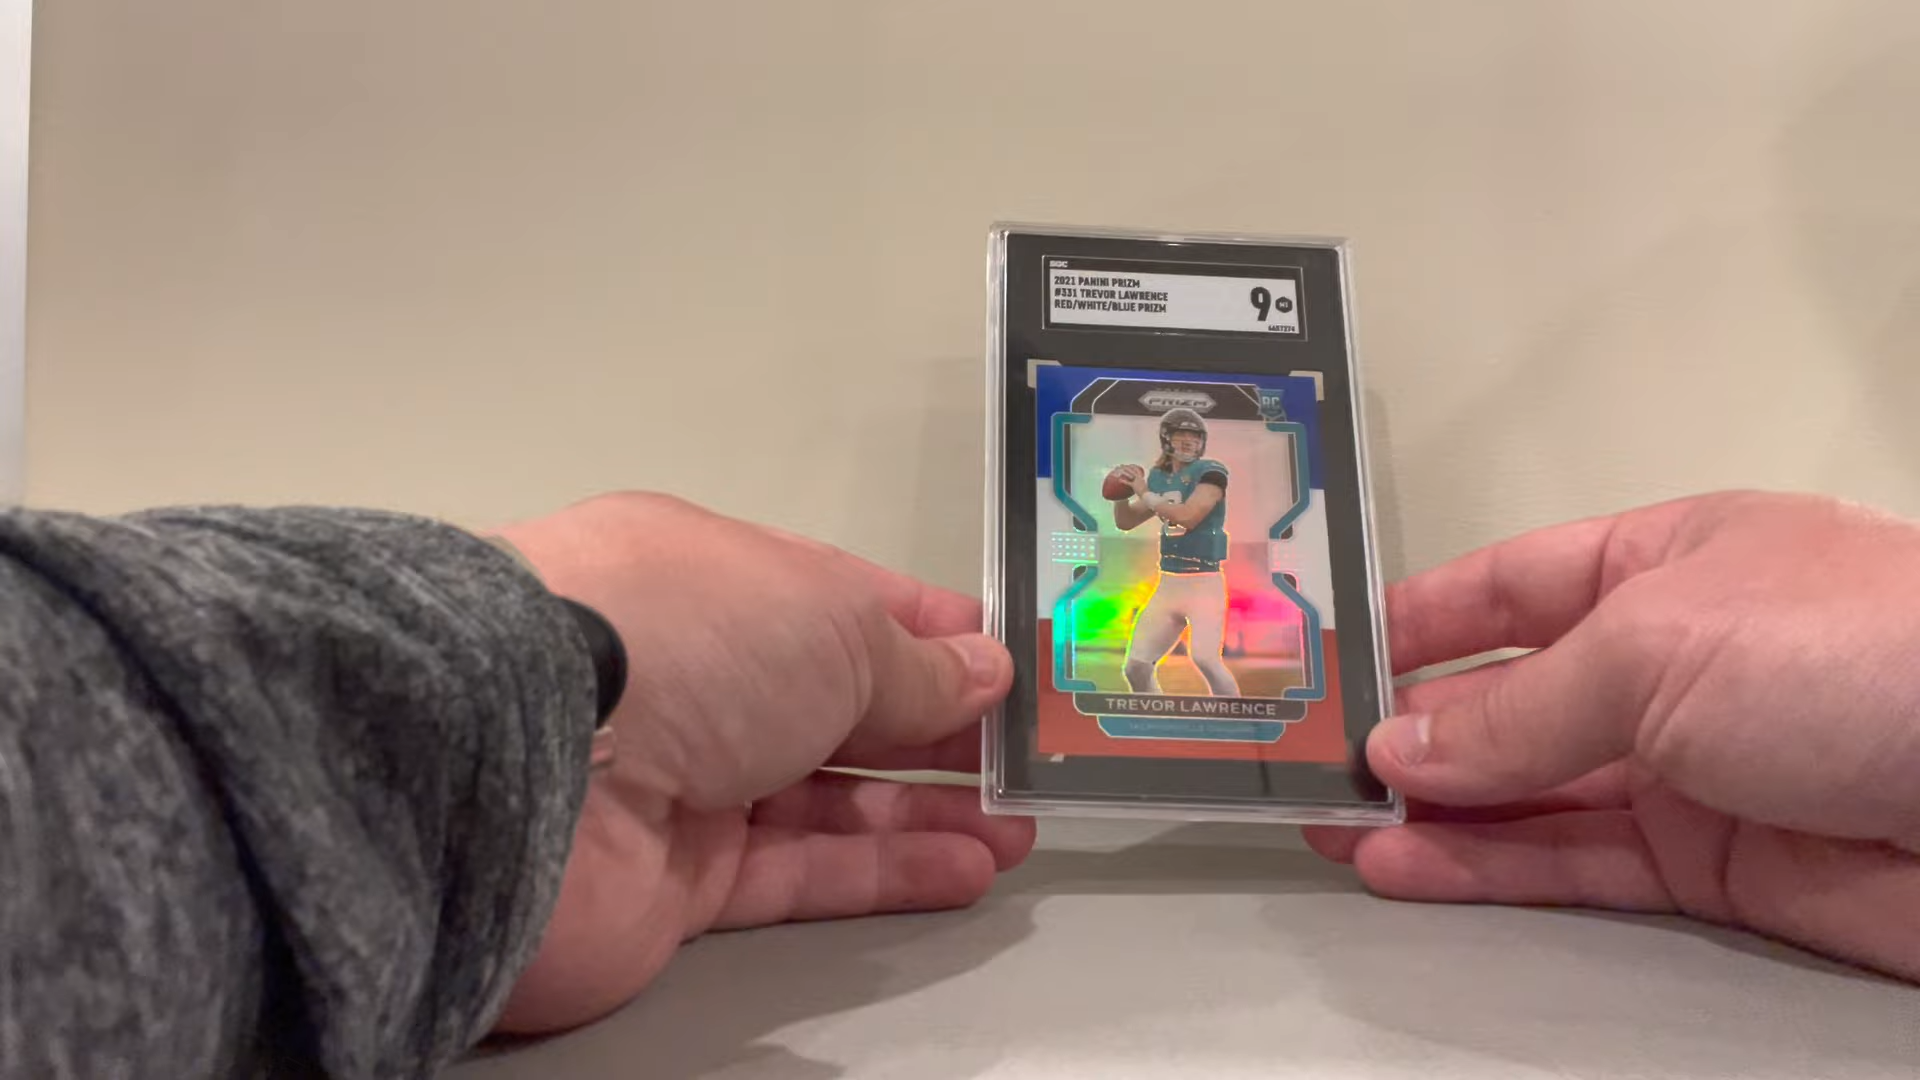 SGC
2021 PANINI PRIZM
#331 TREVOR LAWRENCE
RED/WHITE/BLUE PRIZM
9
PRIZM
RC
TREVOR LAWRENCE